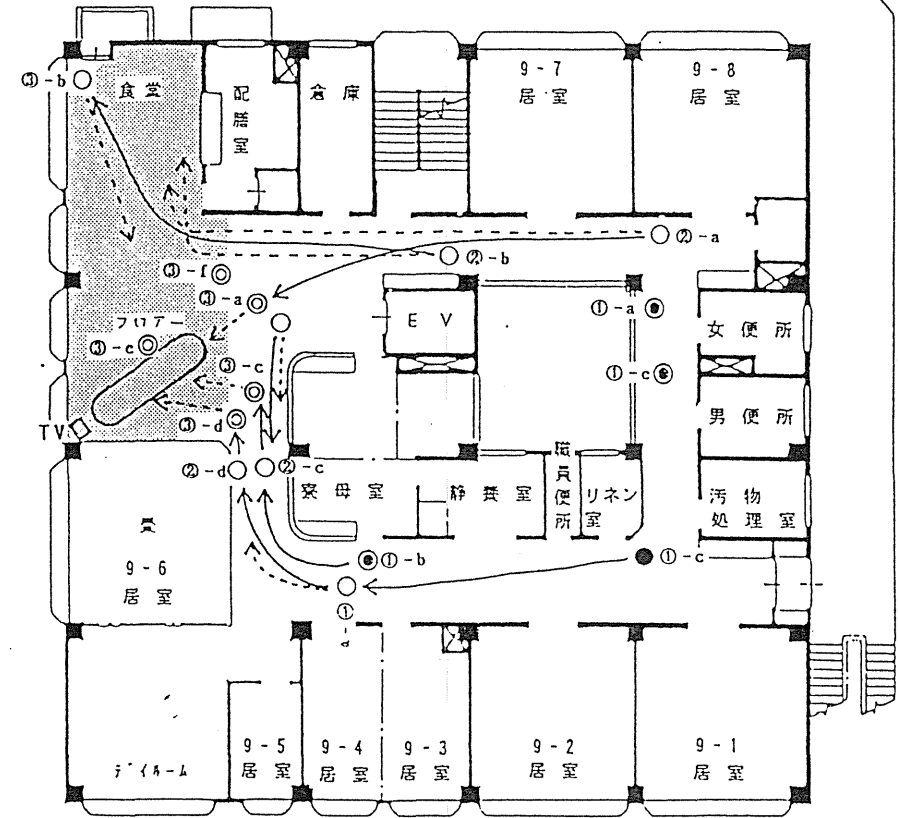 ③-b
食堂
配膳室
倉庫
9-7
居室
9-8
居室
②-a
②-b
③-f
③-a
①-a
EV
女便所
フロアー
③-e
③-c
①-c
男便所
③-d
TV
②-d
②-c
寮母室
静養室
職員便所
リネン室
汚物処理室
畳
9-6
居室
①-b
①-c
①
デイルーム
9-5
居室
9-4
居室
9-3
居室
9-2
居室
9-1
居室